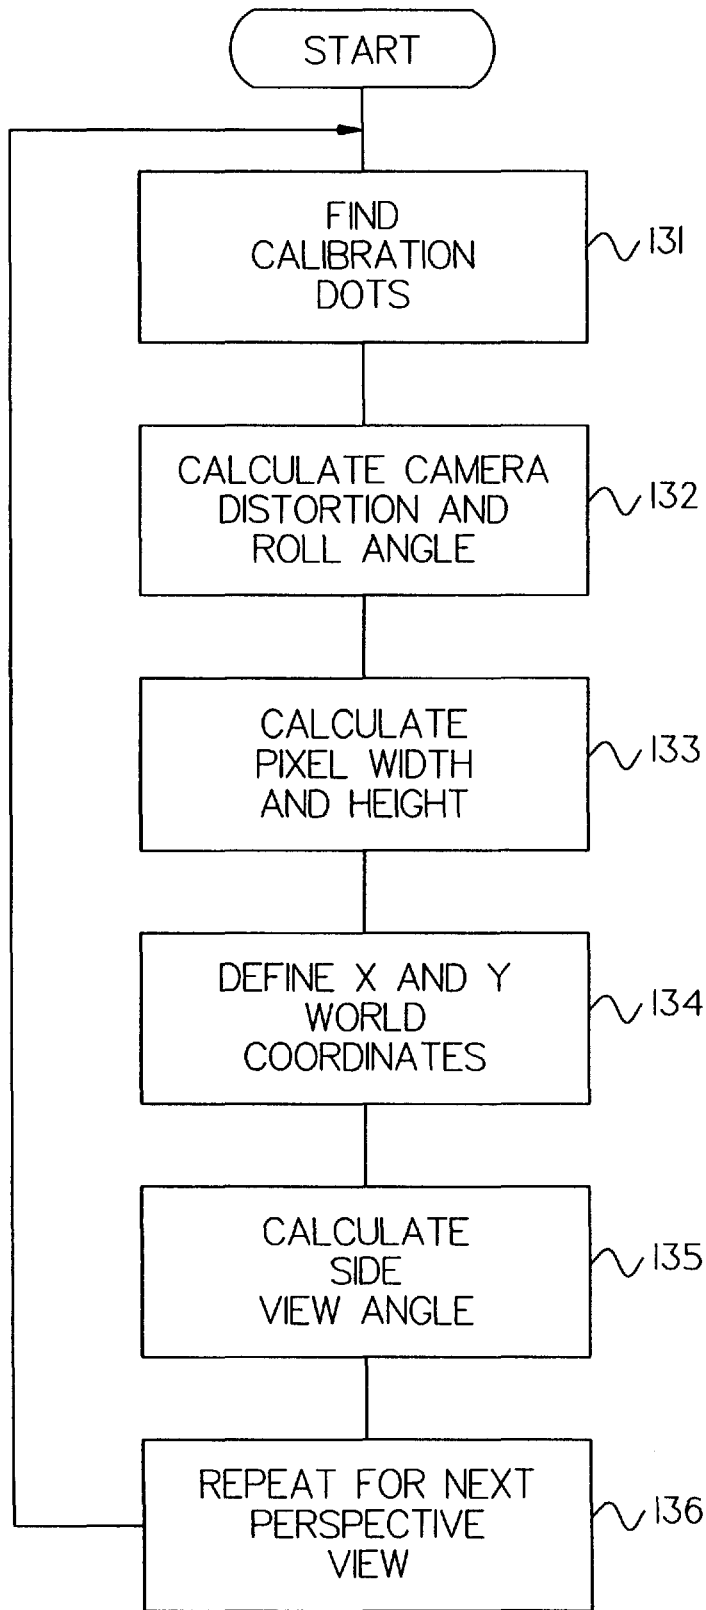 START
FIND
CALIBRATION
DOTS
131
CALCULATE CAMERA
DISTORTION AND
ROLL ANGLE
132
CALCULATE
PIXEL WIDTH
AND HEIGHT
133
DEFINE X AND Y
WORLD
COORDINATES
134
CALCULATE
SIDE
VIEW ANGLE
135
REPEAT FOR NEXT
PERSPECTIVE
VIEW
136